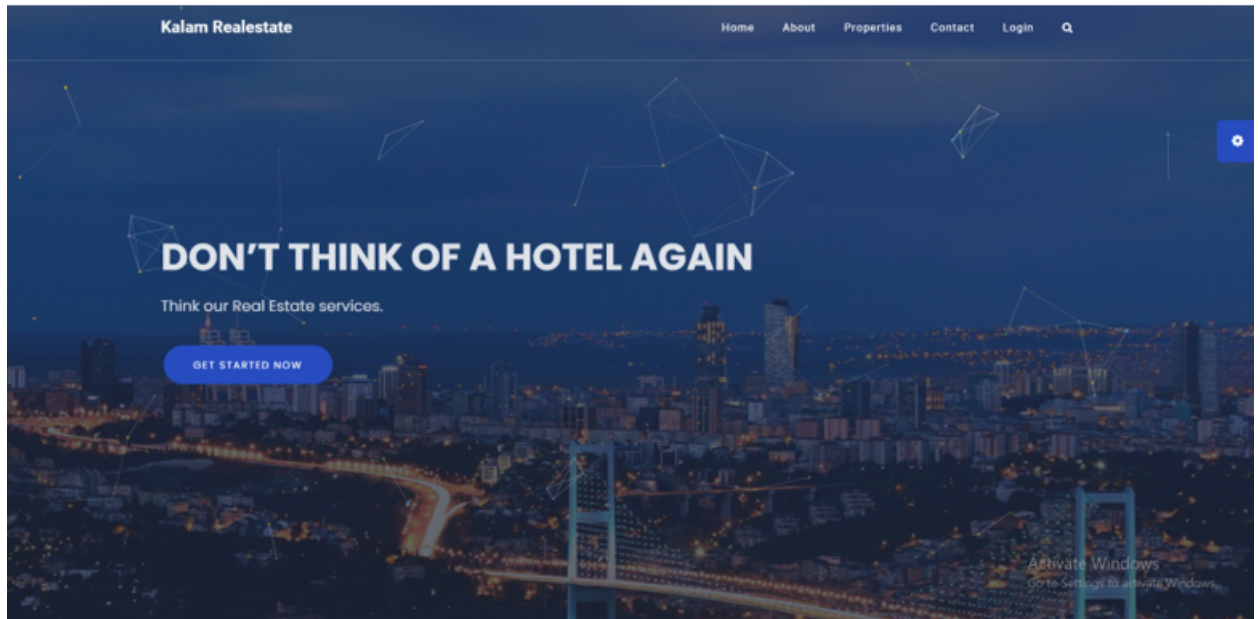 Kalam Realestate
Home About Properties Contact Login
DON’T THINK OF A HOTEL AGAIN
Think our Real Estate services.
GET STARTED NOW
Activate Windows
Go to Settings to activate Windows.